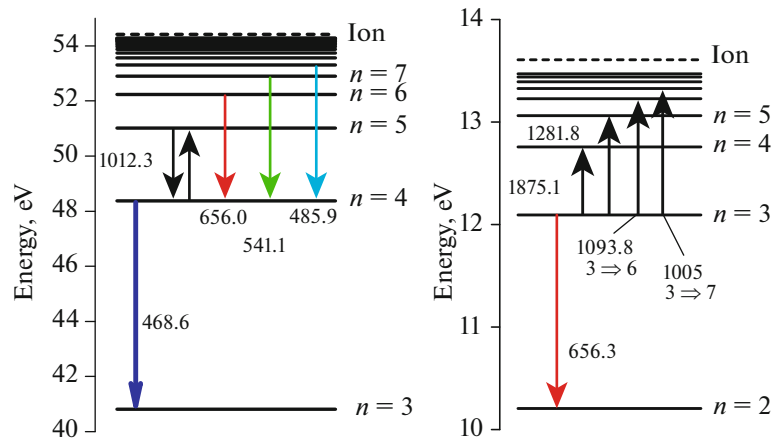 Energy, eV
54
52
50
48
46
44
42
40
Ion
n = 7
n = 6
n = 5
n = 4
n = 3
1012.3
656.0
485.9
541.1
468.6
Energy, eV
14
13
12
11
10
Ion
n = 5
n = 4
n = 3
n = 2
1281.8
1875.1
1093.8
3 ⇒ 6
1005
3 ⇒ 7
656.3